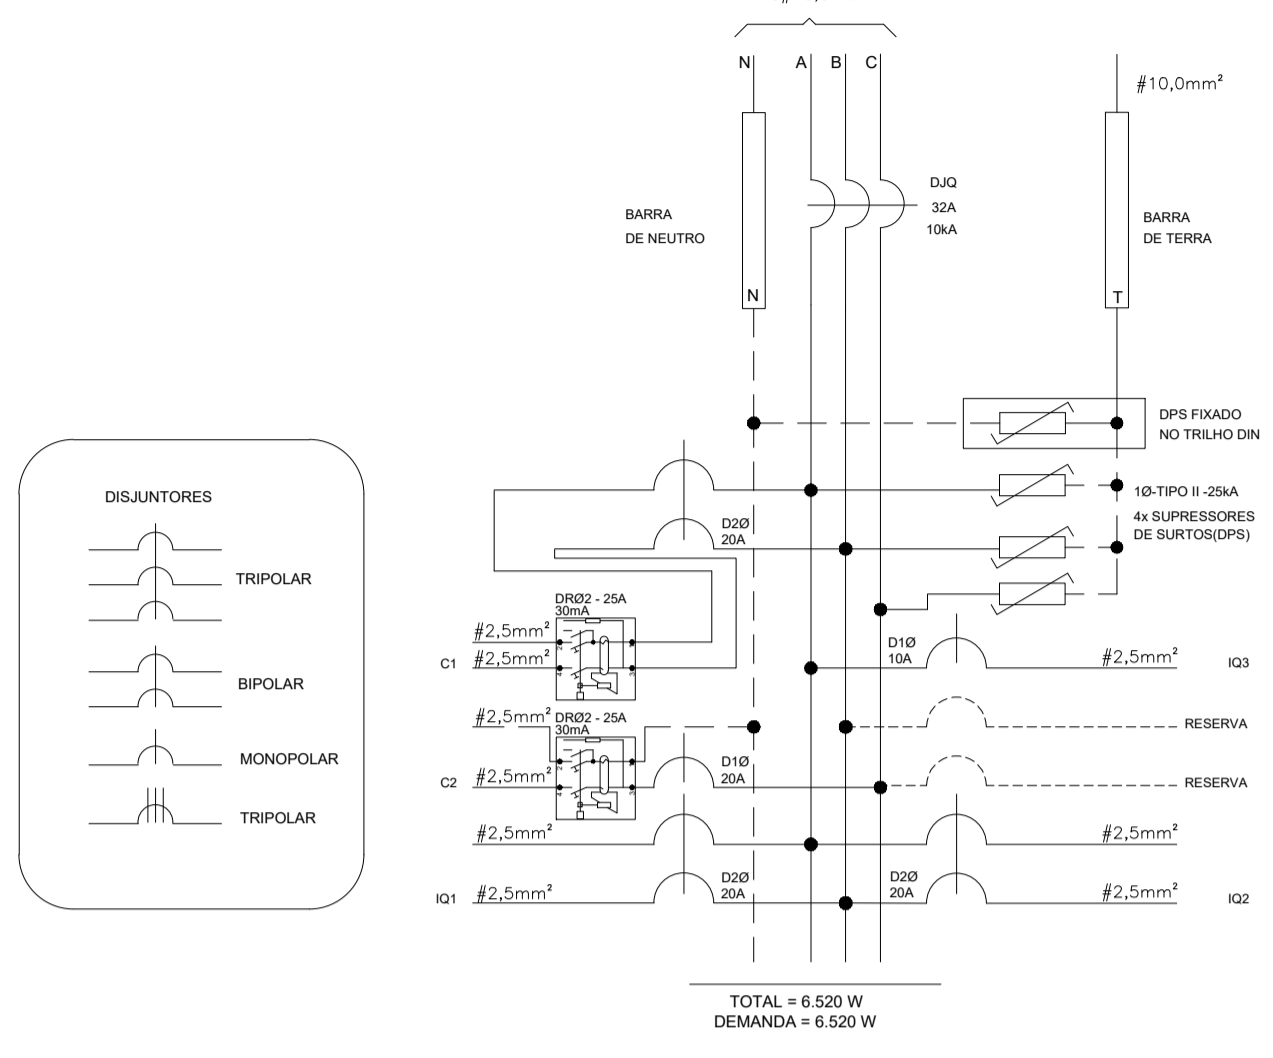 N
A
B
C
#10,0mm²
DJQ
32A
10kA
BARRA
DE NEUTRO
BARRA
DE TERRA
N
T
DPS FIXADO
NO TRILHO DIN
1Ø-TIPO II -25kA
4x SUPRESSORES
DE SURTOS(DPS)
DISJUNTORES
TRIPOLAR
BIPOLAR
MONOPOLAR
TRIPOLAR
D2Ø
20A
DRØ2 - 25A
30mA
#2,5mm²
C1
#2,5mm²
D1Ø
10A
#2,5mm²
IQ3
DRØ2 - 25A
30mA
#2,5mm²
RESERVA
C2
#2,5mm²
D1Ø
20A
RESERVA
#2,5mm²
#2,5mm²
IQ1
#2,5mm²
D2Ø
20A
D2Ø
20A
#2,5mm²
IQ2
TOTAL = 6.520 W
DEMANDA = 6.520 W